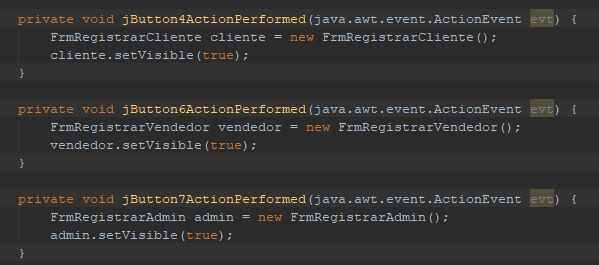 private void jButton4ActionPerformed(java.awt.event.ActionEvent evt) {
    FrmRegistrarCliente cliente = new FrmRegistrarCliente();
    cliente.setVisible(true);
}
private void jButton6ActionPerformed(java.awt.event.ActionEvent evt) {
    FrmRegistrarVendedor vendedor = new FrmRegistrarVendedor();
    vendedor.setVisible(true);
}
private void jButton7ActionPerformed(java.awt.event.ActionEvent evt) {
    FrmRegistrarAdmin admin = new FrmRegistrarAdmin();
    admin.setVisible(true);
}